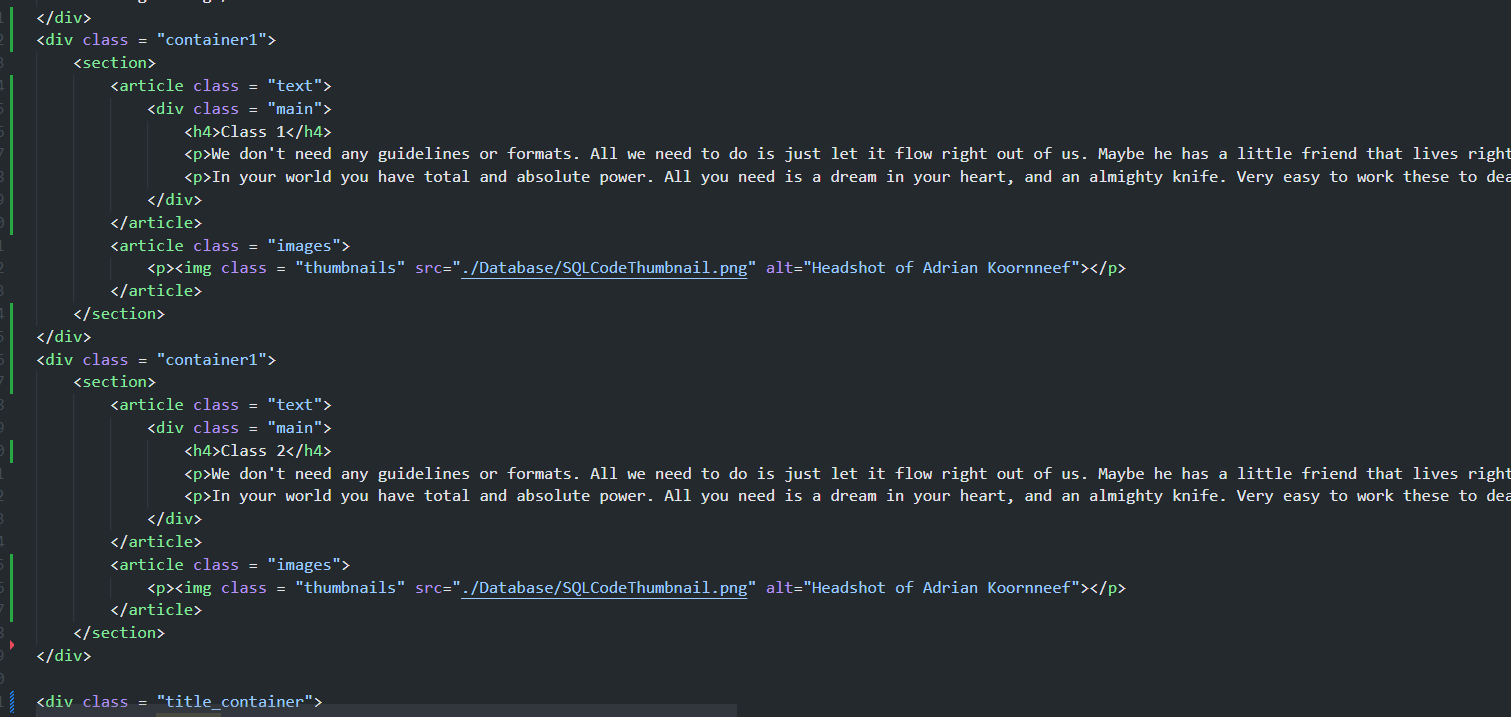 </div>
<div class = "container1">
<section>
<article class = "text">
<div class = "main">
<h4>Class 1</h4>
<p>We don't need any guidelines or formats. All we need to do is just let it flow right out of us. Maybe he has a little friend that lives right
<p>In your world you have total and absolute power. All you need is a dream in your heart, and an almighty knife. Very easy to work these to
</div>
</article>
<article class = "images">
<p><img class = "thumbnails" src="./Database/SQLCodeThumbnail.png" alt="Headshot of Adrian Koornneef"></p>
</article>
</section>
</div>
<div class = "container1">
<section>
<article class = "text">
<div class = "main">
<h4>Class 2</h4>
<p>We don't need any guidelines or formats. All we need to do is just let it flow right out of us. Maybe he has a little friend that lives right
<p>In your world you have total and absolute power. All you need is a dream in your heart, and an almighty knife. Very easy to work these to
</div>
</article>
<article class = "images">
<p><img class = "thumbnails" src="./Database/SQLCodeThumbnail.png" alt="Headshot of Adrian Koornneef"></p>
</article>
</section>
</div>
<div class = "title_container">